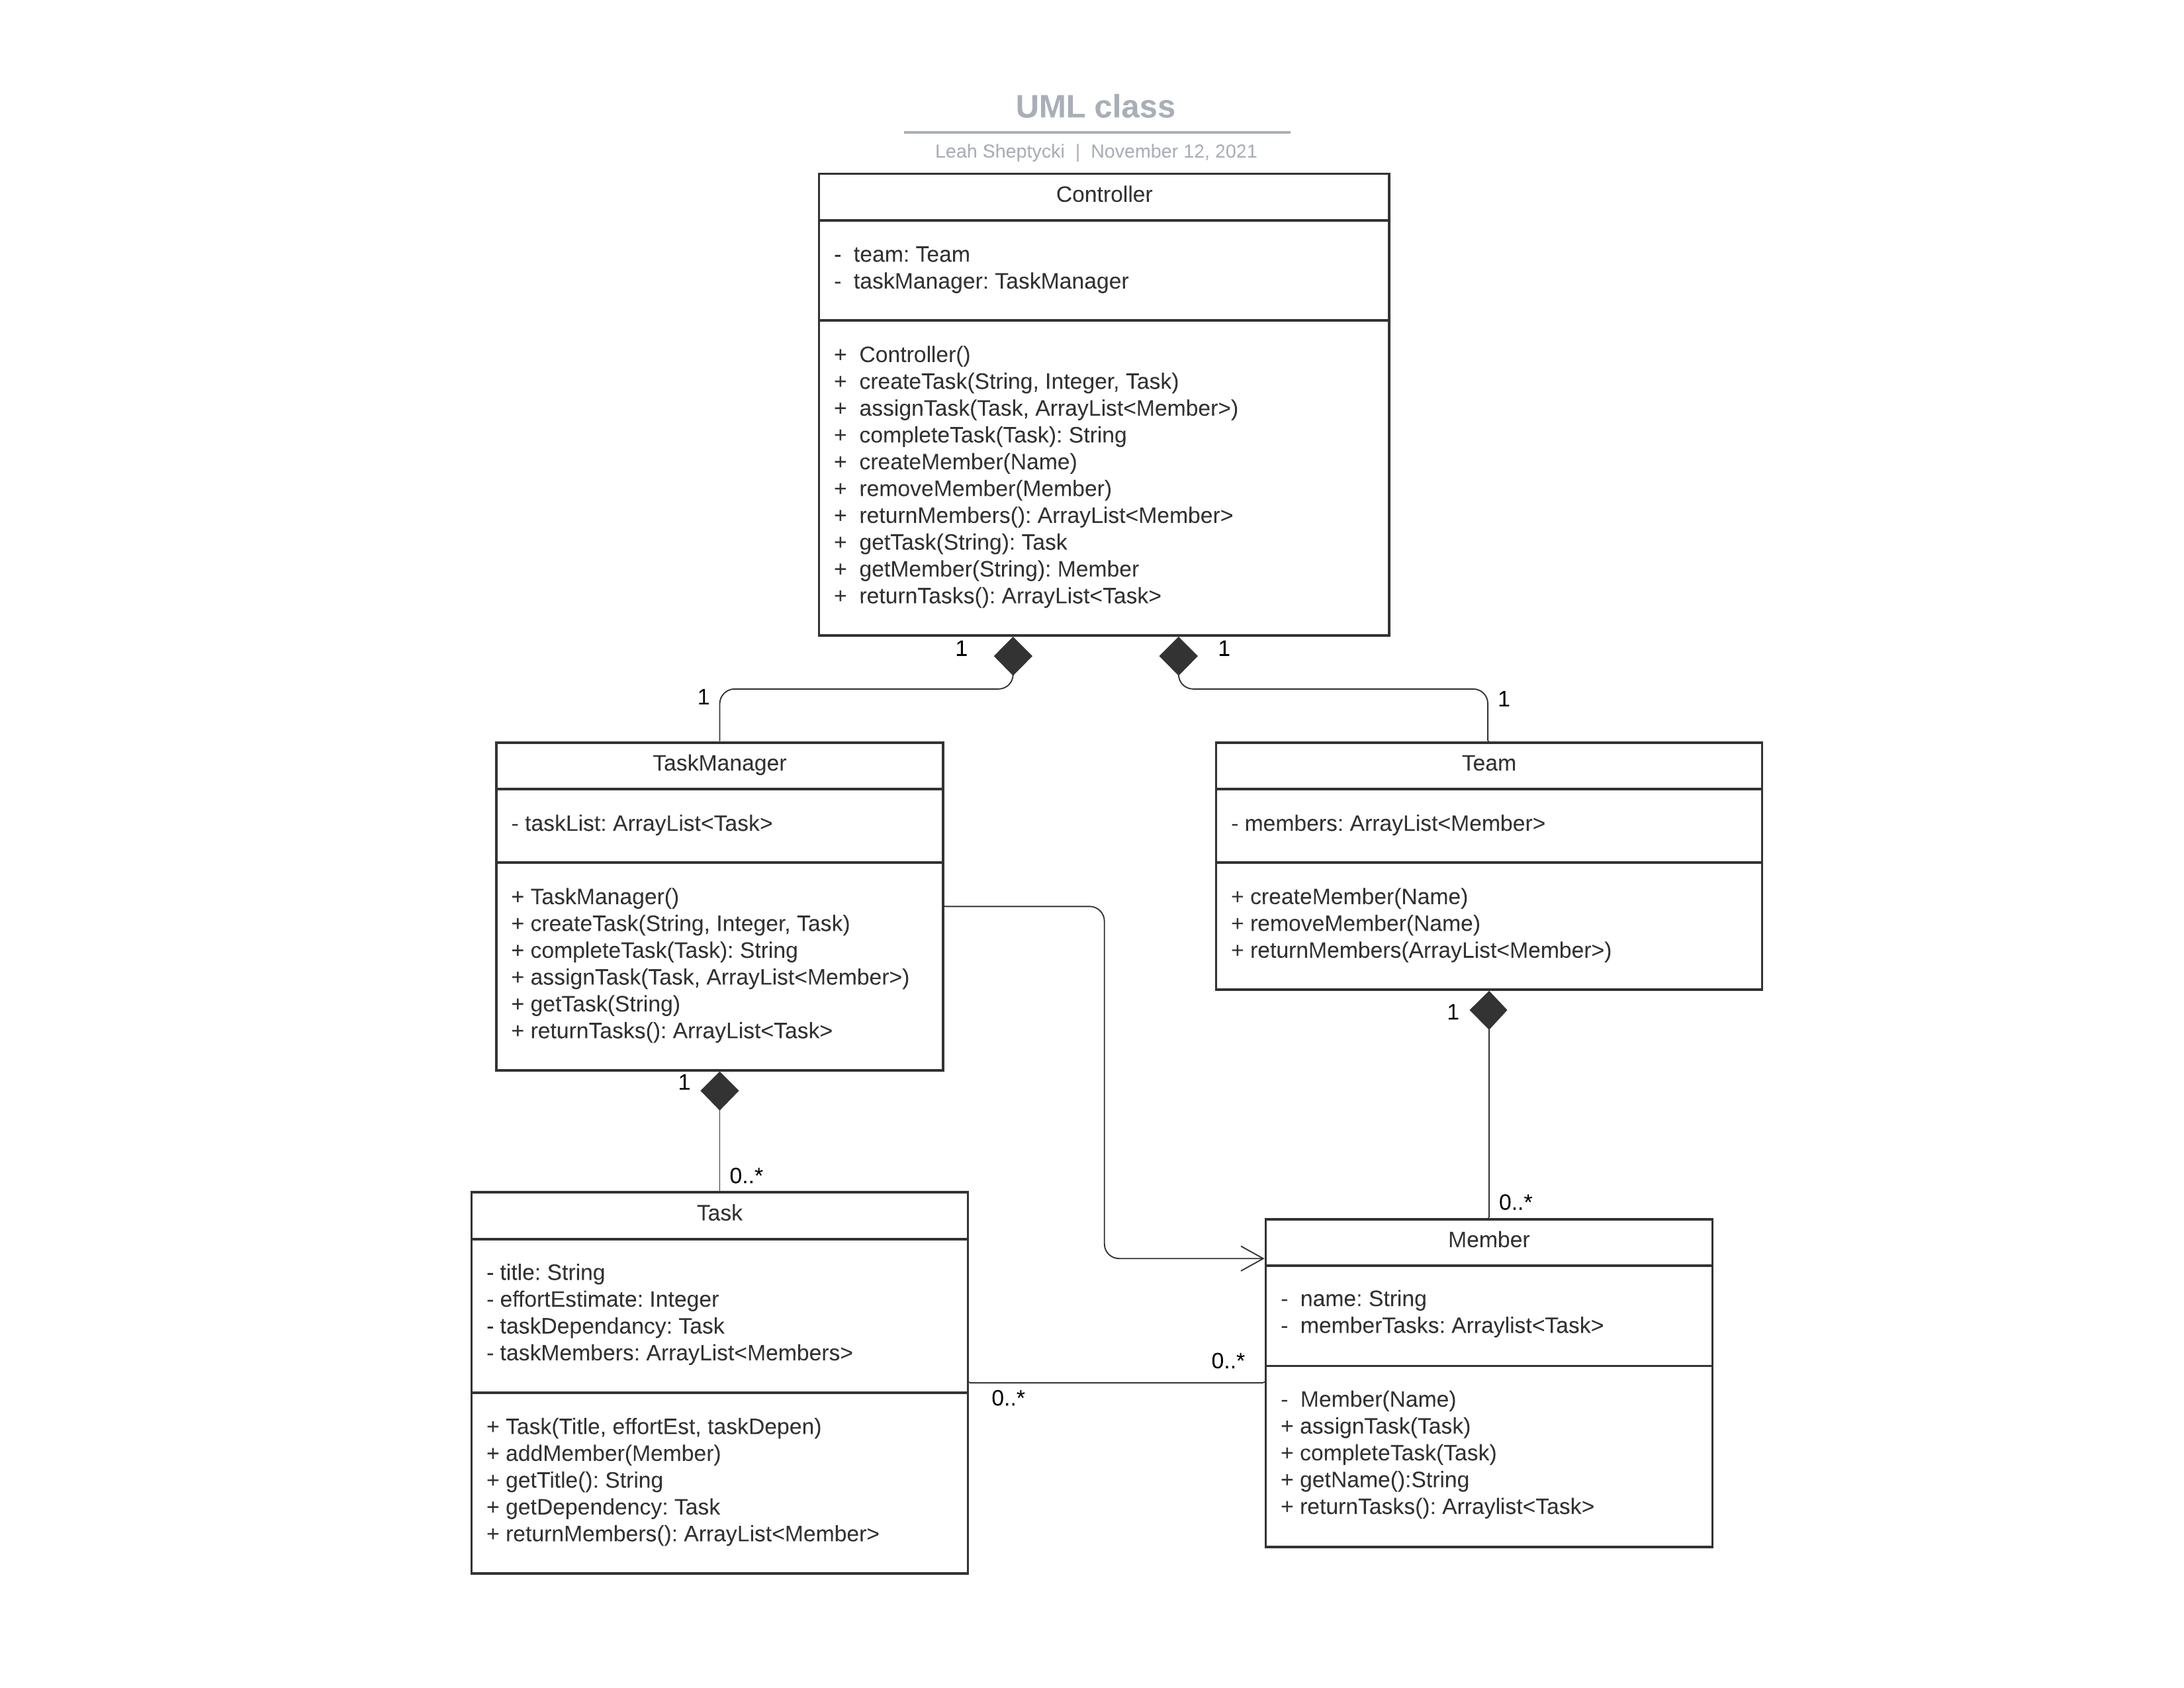 UML class
Leah Sheptycki | November 12, 2021
Controller
- team: Team
- taskManager: TaskManager
+ Controller()
+ createTask(String, Integer, Task)
+ assignTask(Task, ArrayList<Member>)
+ completeTask(Task): String
+ createMember(Name)
+ removeMember(Member)
+ returnMembers(): ArrayList<Member>
+ getTask(String): Task
+ getMember(String): Member
+ returnTasks(): ArrayList<Task>
1
1
1
1
TaskManager
- taskList: ArrayList<Task>
+ TaskManager()
+ createTask(String, Integer, Task)
+ completeTask(Task): String
+ assignTask(Task, ArrayList<Member>)
+ getTask(String)
+ returnTasks(): ArrayList<Task>
Team
- members: ArrayList<Member>
+ createMember(Name)
+ removeMember(Name)
+ returnMembers(ArrayList<Member>)
1
1
0..*
0..*
Task
- title: String
- effortEstimate: Integer
- taskDependancy: Task
- taskMembers: ArrayList<Members>
+ Task(Title, effortEst, taskDepen)
+ addMember(Member)
+ getTitle(): String
+ getDependency: Task
+ returnMembers(): ArrayList<Member>
0..*
0..*
Member
- name: String
- memberTasks: Arraylist<Task>
- Member(Name)
+ assignTask(Task)
+ completeTask(Task)
+ getName():String
+ returnTasks(): Arraylist<Task>